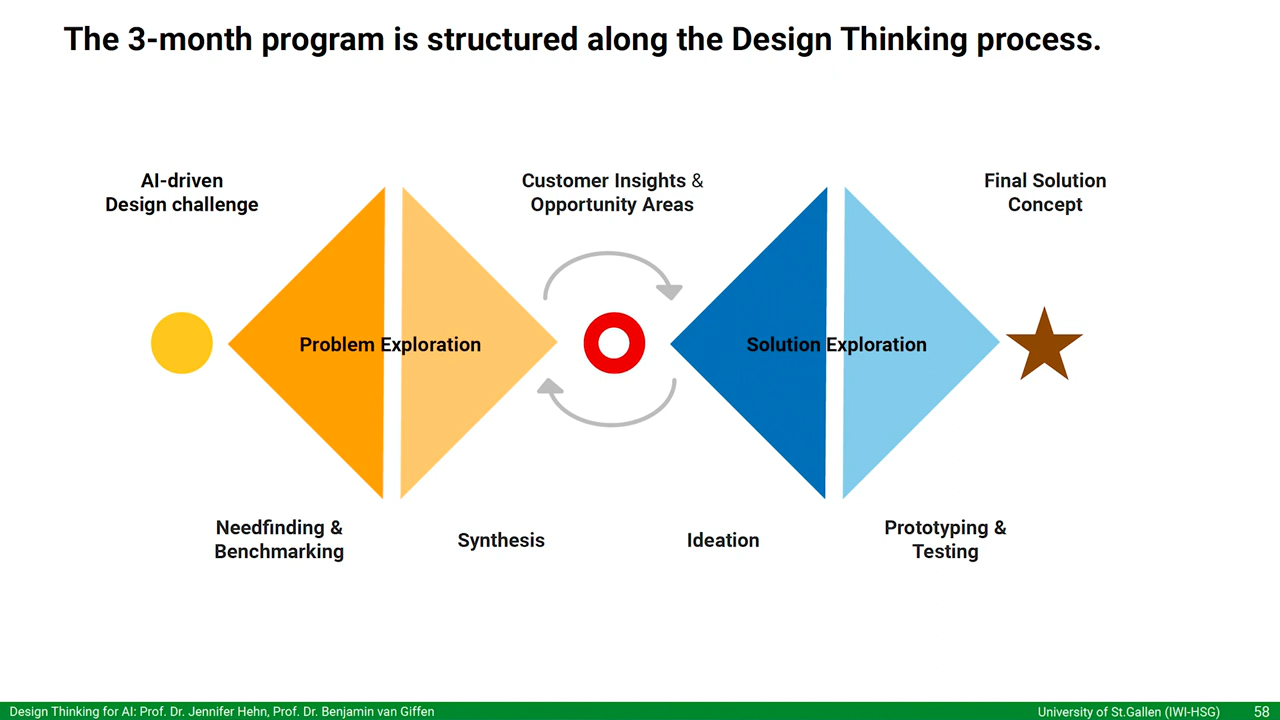 The 3-month program is structured along the Design Thinking process.
AI-driven
Design challenge
Customer Insights &
Opportunity Areas
Final Solution
Concept
Problem Exploration
Solution Exploration
Needfinding &
Benchmarking
Synthesis
Ideation
Prototyping &
Testing
Design Thinking for AI: Prof. Dr. Jennifer Hehn, Prof. Dr. Benjamin van Giffen
University of St.Gallen (IWI-HSG)
58